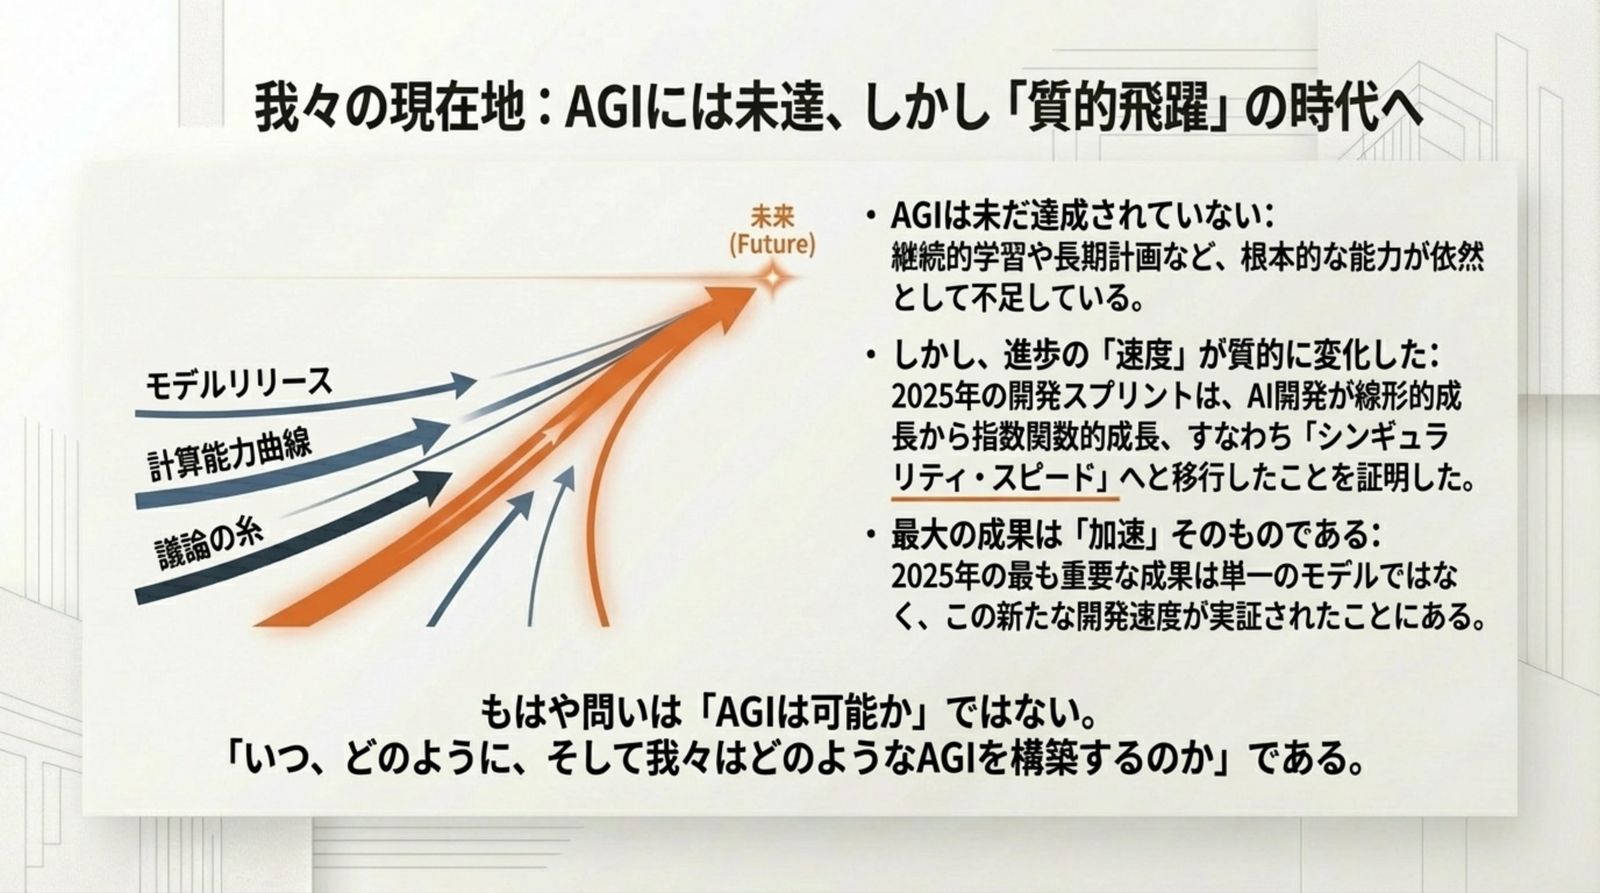 我々の現在地：AGIには未達、しかし「質的飛躍」の時代へ
未来
(Future)
モデルリリース
計算能力曲線
議論の糸
・AGIは未だ達成されていない：
継続的学習や長期計画など、根本的な能力が依然
として不足している。
・しかし、進歩の「速度」が質的に変化した：
2025年の開発スプリントは、AI開発が線形的成
長から指数関数的成長、すなわち「シンギュラ
リティ・スピード」へと移行したことを証明した。
・最大の成果は「加速」そのものである：
2025年の最も重要な成果は単一のモデルではな
く、この新たな開発速度が実証されたことにある。
もはや問いは「AGIは可能か」ではない。
「いつ、どのように、そして我々はどのようなAGIを構築するのか」である。